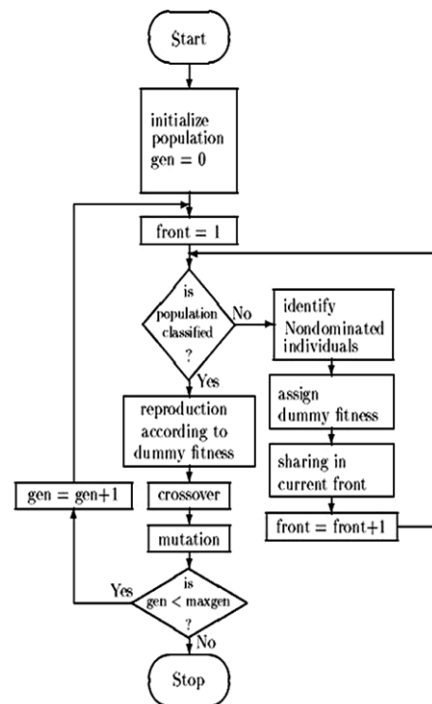 Start
initialize
population
gen = 0
front = 1
is
population
classified
?
No
identify
Nondominated
individuals
Yes
assign
dummy fitness
reproduction
according to
dummy fitness
sharing in
current front
gen = gen+1
crossover
front = front+1
mutation
Yes
is
gen < maxgen
?
No
Stop